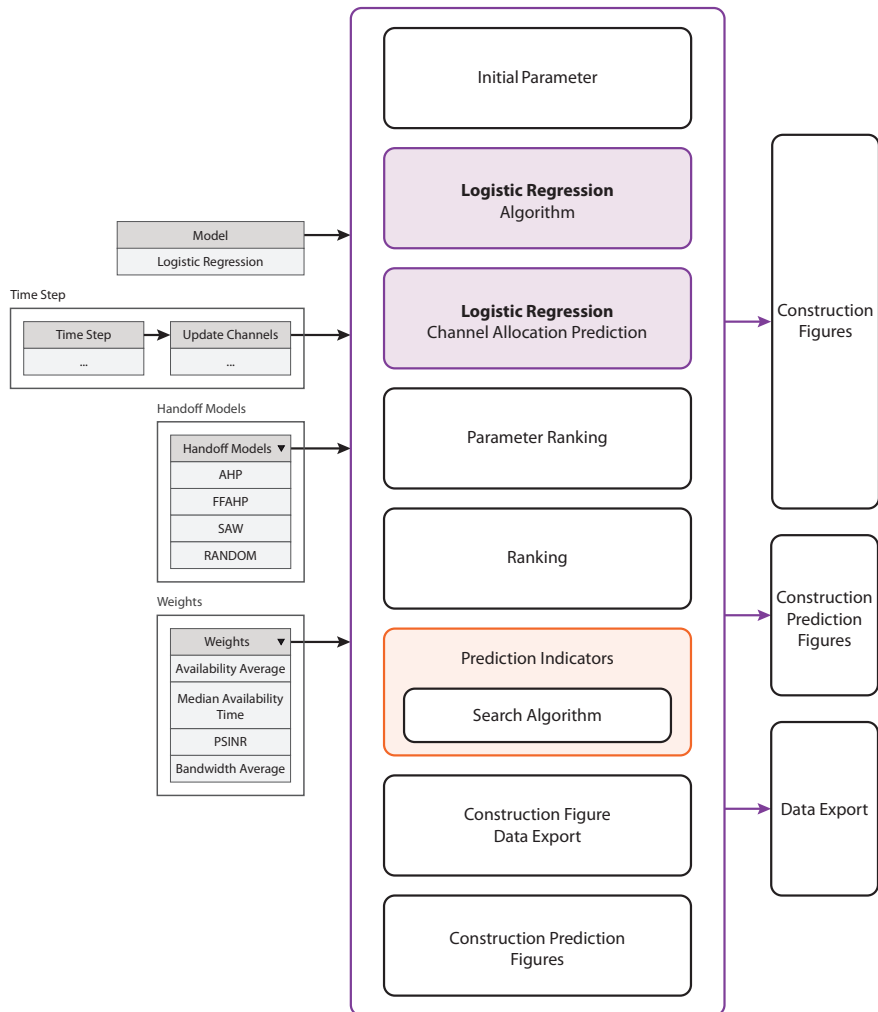 Initial Parameter
Logistic Regression
Algorithm
Model
Logistic Regression
Time Step
Time Step
Update Channels
...
...
Logistic Regression
Channel Allocation Prediction
Handoff Models
Handoff Models
AHP
FFAHP
SAW
RANDOM
Parameter Ranking
Ranking
Weights
Weights
Availability Average
Median Availability
Time
PSINR
Bandwidth Average
Prediction Indicators
Search Algorithm
Construction Figure
Data Export
Construction Prediction
Figures
Construction
Figures
Construction
Prediction
Figures
Data Export